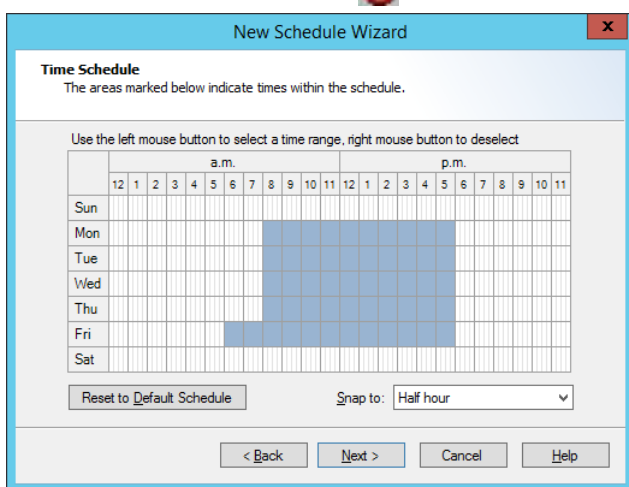 New Schedule Wizard
x
Time Schedule
The areas marked below indicate times within the schedule.
Use the left mouse button to select a time range, right mouse button to deselect
a.m. p.m.
12 1 2 3 4 5 6 7 8 9 10 11 12 1 2 3 4 5 6 7 8 9 10 11
Sun
Mon
Tue
Wed
Thu
Fri
Sat
Reset to Default Schedule Snap to: Half hour
< Back Next > Cancel Help